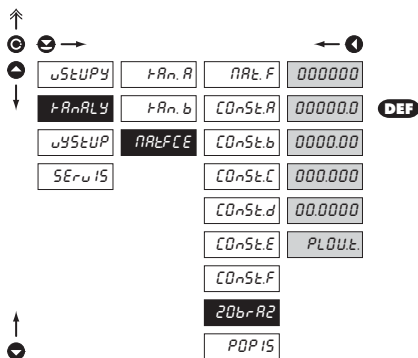 vStUPY KAn. A MAt. F 000000
KAnALY KAn. b COnSt.A 00000.0 DEF
vYStUP MAtFCE COnSt.b 0000.00
SErvIS COnSt.C 000.000
COnSt.d 00.0000
COnSt.E PLOV.t.
COnSt.F
ZObrAZ
POPIS